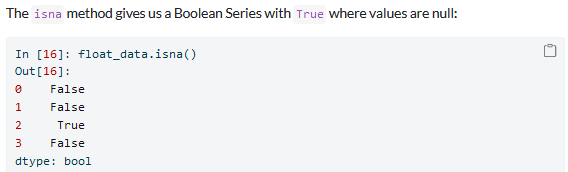 The isna method gives us a Boolean Series with True where values are null:
In [16]: float_data.isna()
Out[16]:
0    False
1    False
2     True
3    False
dtype: bool